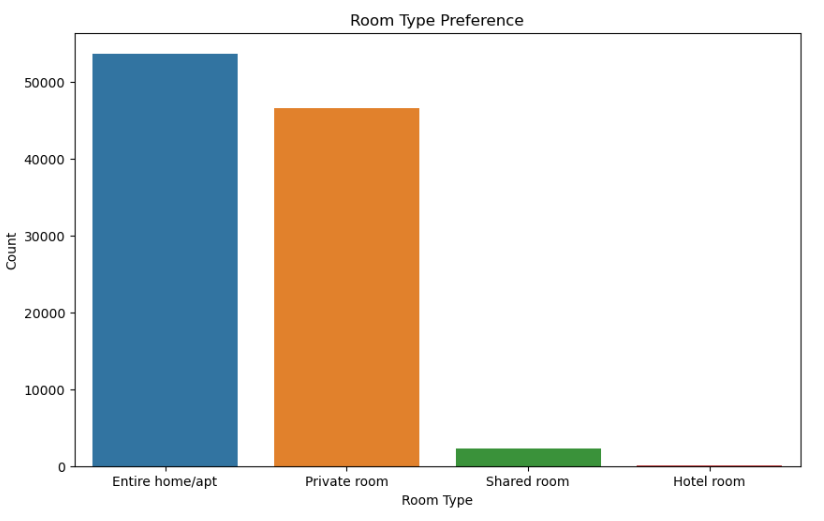 Room Type Preference
50000
40000
30000
20000
10000
0
Count
Entire home/apt Private room Shared room Hotel room
Room Type